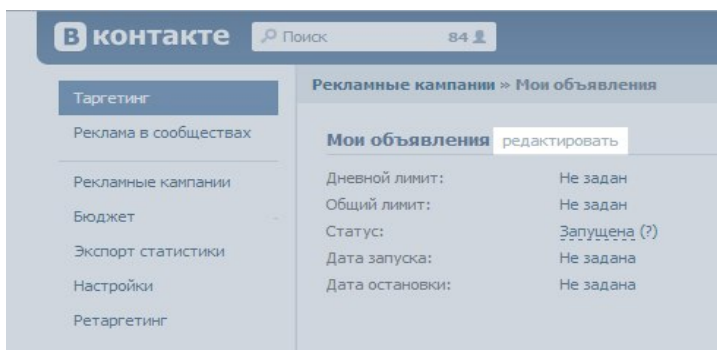 В контакте Поиск 84
Таргетинг
Реклама в сообществах
Рекламные кампании
Бюджет
Экспорт статистики
Настройки
Ретаргетинг
Рекламные кампании » Мои объявления
Мои объявления редактировать
Дневной лимит: Не задан
Общий лимит: Не задан
Статус: Запущена (?)
Дата запуска: Не задана
Дата остановки: Не задана